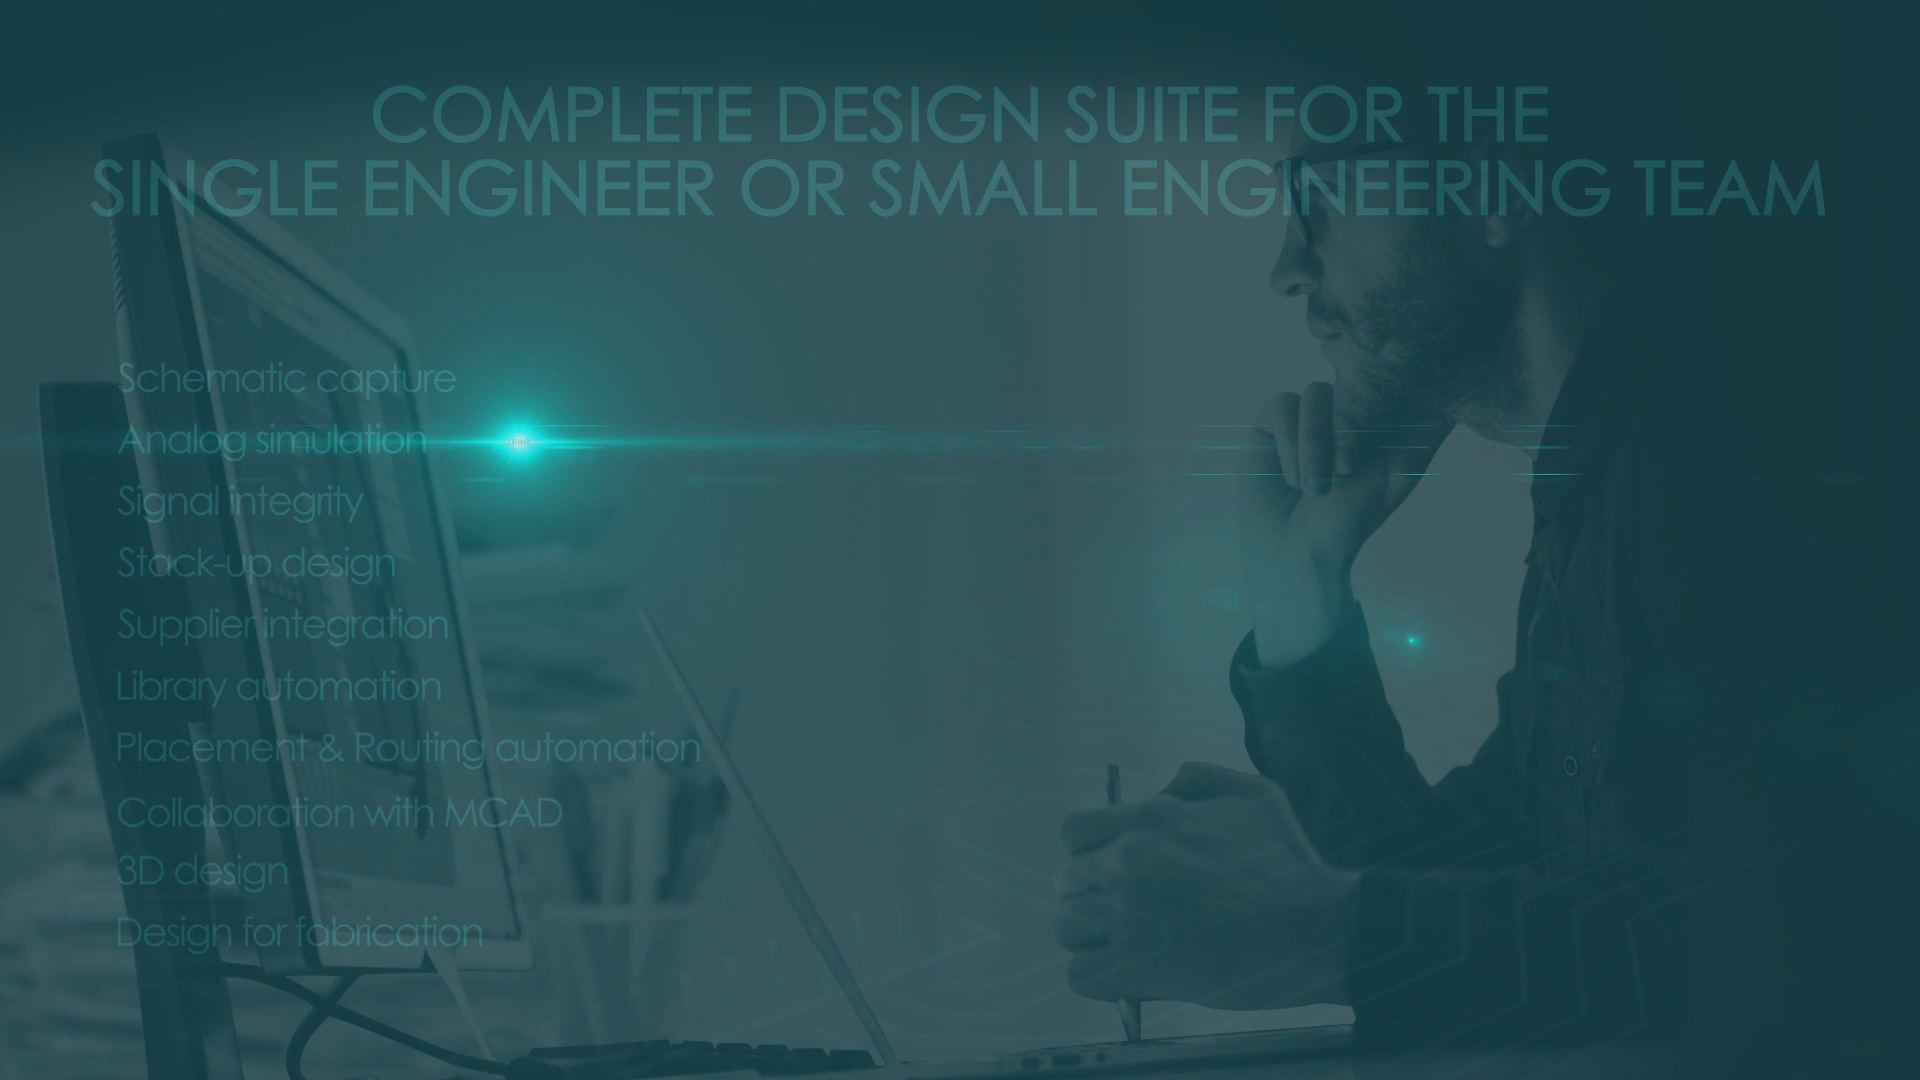 COMPLETE DESIGN SUITE FOR THE
SINGLE ENGINEER OR SMALL ENGINEERING TEAM
Schematic capture
Analog simulation
Signal integrity
Stack-up design
Supplier integration
Library automation
Placement & Routing automation
Collaboration with MCAD
3D design
Design for fabrication